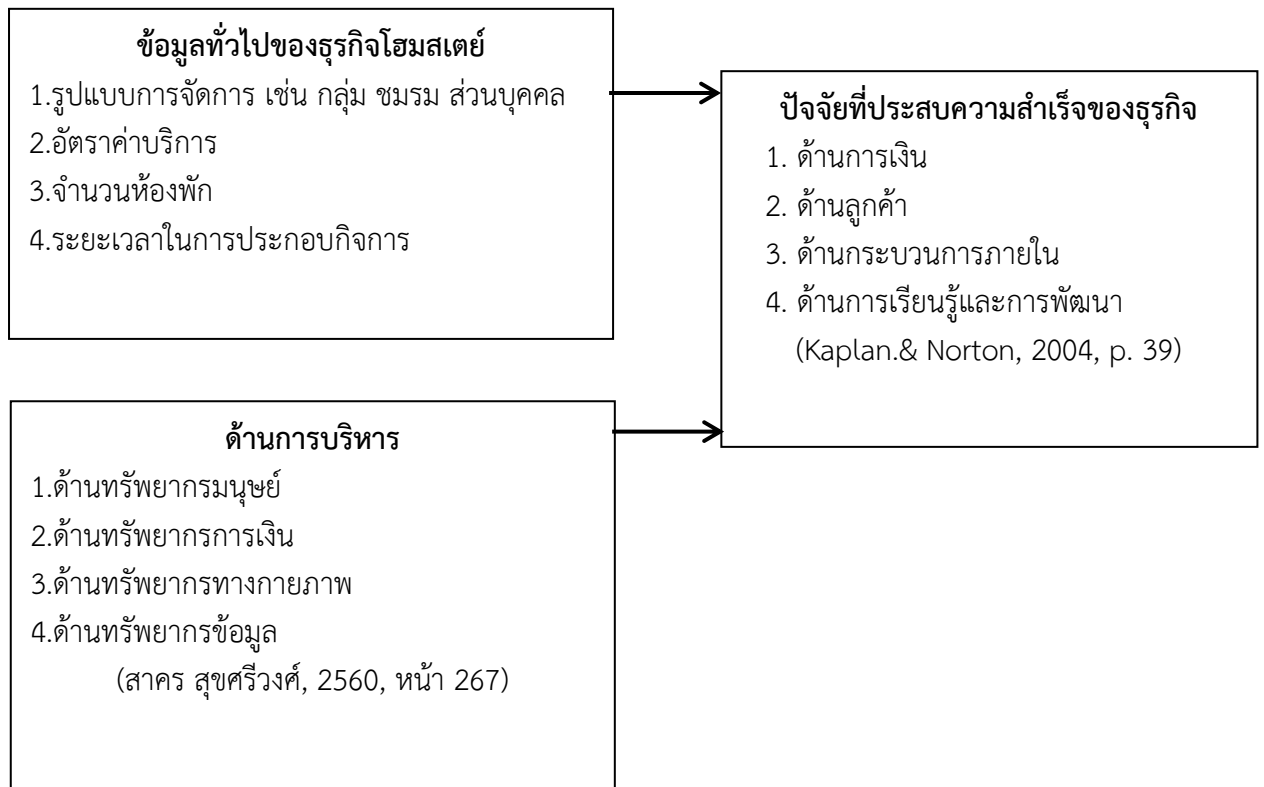 ข้อมูลทั่วไปของธุรกิจโฮมสเตย์
1.รูปแบบการจัดการ เช่น กลุ่ม ชมรม ส่วนบุคคล
2.อัตราค่าบริการ
3.จำนวนห้องพัก
4.ระยะเวลาในการประกอบกิจการ
ปัจจัยที่ประสบความสำเร็จของธุรกิจ
1. ด้านการเงิน
2. ด้านลูกค้า
3. ด้านกระบวนการภายใน
4. ด้านการเรียนรู้และการพัฒนา
(Kaplan.& Norton, 2004, p. 39)
ด้านการบริหาร
1.ด้านทรัพยากรมนุษย์
2.ด้านทรัพยากรการเงิน
3.ด้านทรัพยากรทางกายภาพ
4.ด้านทรัพยากรข้อมูล
(สาคร สุขศรีวงศ์, 2560, หน้า 267)